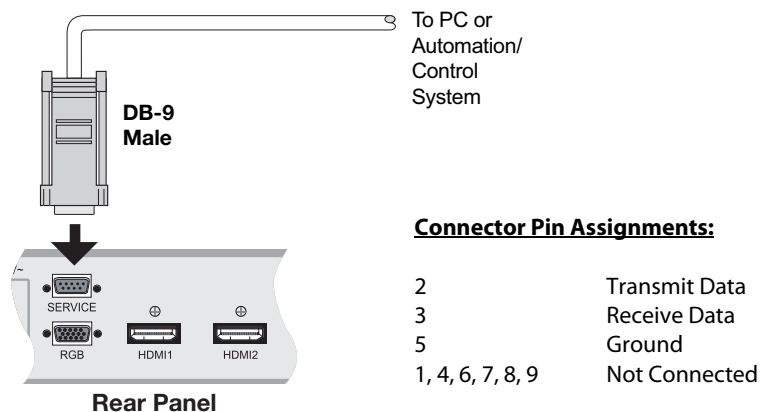 To PC or
Automation/
Control
System
DB-9
Male
Connector Pin Assignments:
2 Transmit Data
3 Receive Data
5 Ground
1, 4, 6, 7, 8, 9 Not Connected
/~
SERVICE
RGB
HDMI1
HDMI2
Rear Panel